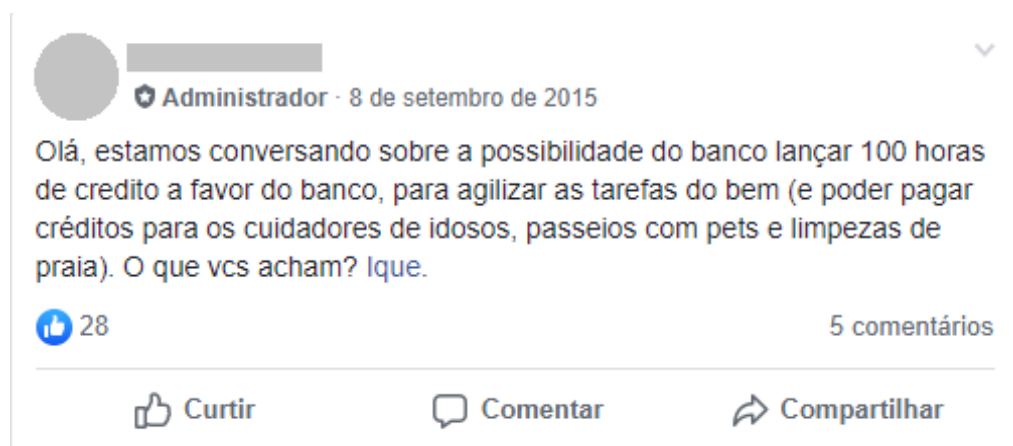 Administrador · 8 de setembro de 2015
Olá, estamos conversando sobre a possibilidade do banco lançar 100 horas
de credito a favor do banco, para agilizar as tarefas do bem (e poder pagar
créditos para os cuidadores de idosos, passeios com pets e limpezas de
praia). O que vcs acham? Ique.
28 5 comentários
Curtir Comentar Compartilhar